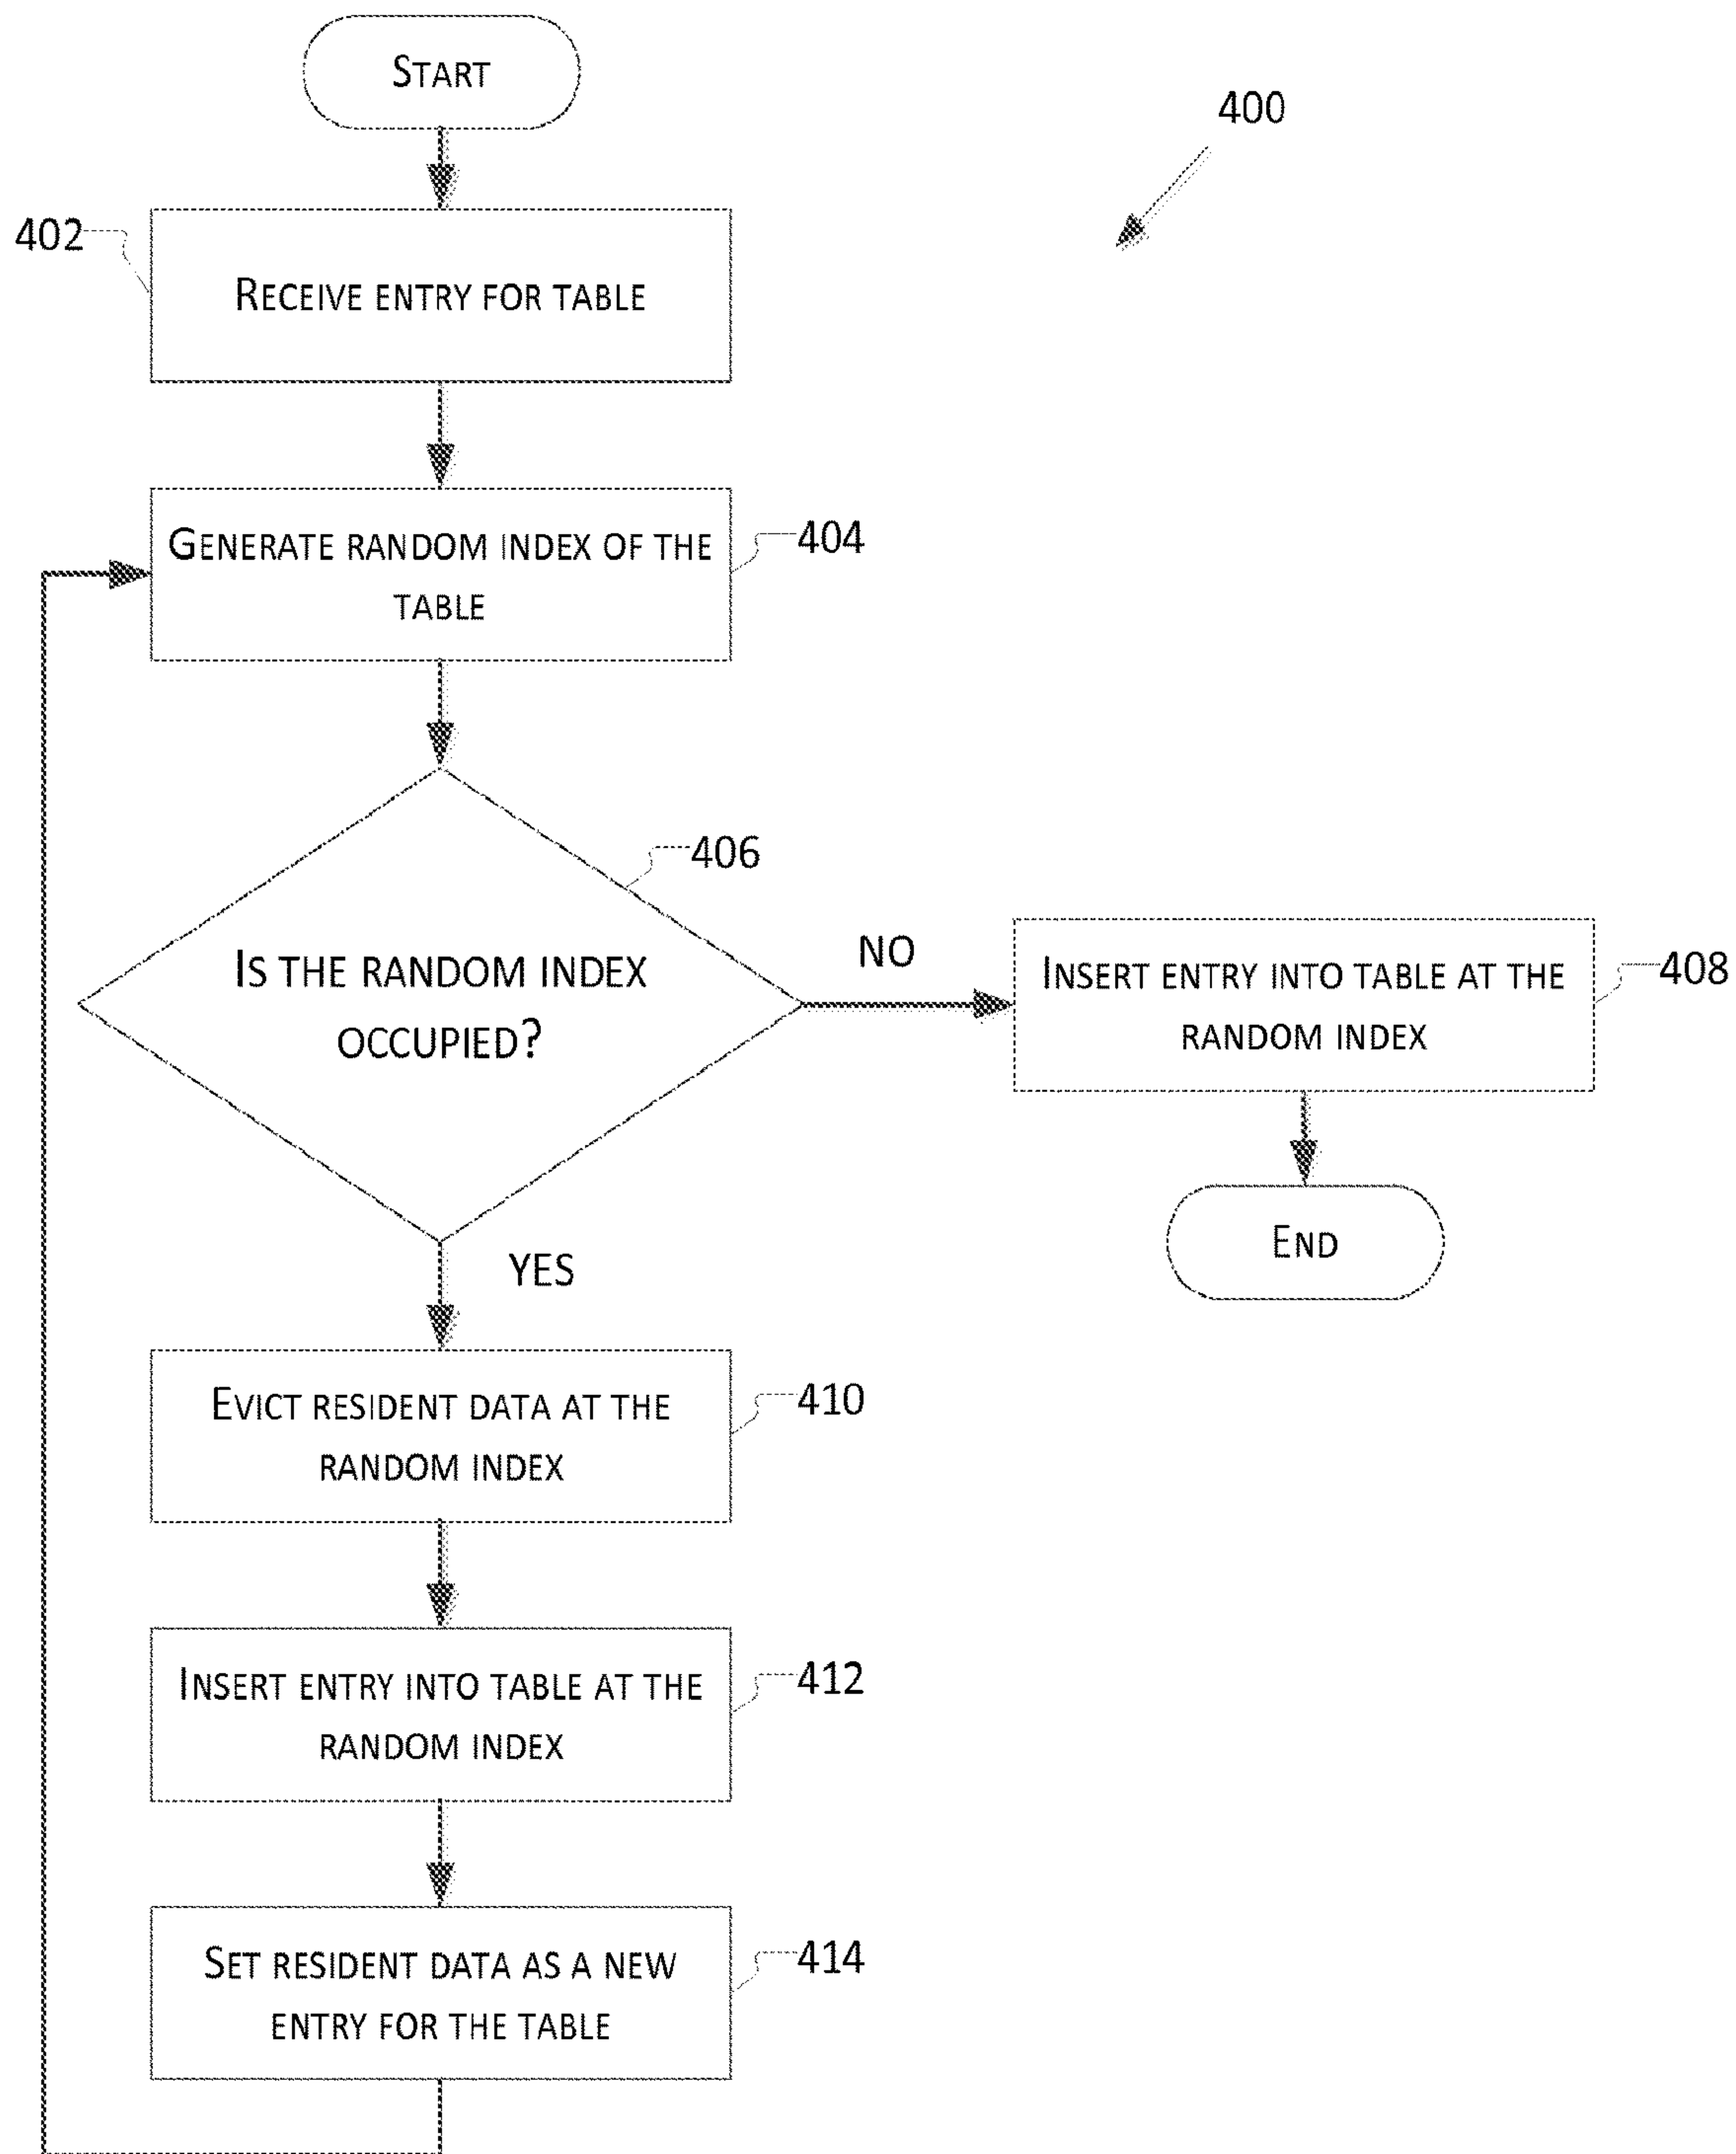 START
400
402
RECEIVE ENTRY FOR TABLE
GENERATE RANDOM INDEX OF THE
TABLE
404
406
IS THE RANDOM INDEX
OCCUPIED?
NO
INSERT ENTRY INTO TABLE AT THE
RANDOM INDEX
408
END
YES
EVICT RESIDENT DATA AT THE
RANDOM INDEX
410
INSERT ENTRY INTO TABLE AT THE
RANDOM INDEX
412
SET RESIDENT DATA AS A NEW
ENTRY FOR THE TABLE
414